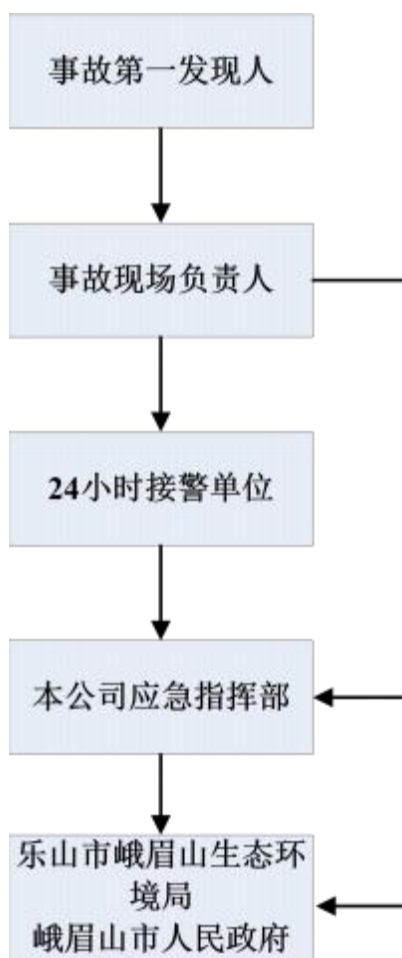 事故第一发现人
事故现场负责人
24小时接警单位
本公司应急指挥部
乐山市峨眉山生态环
境局
峨眉山市人民政府